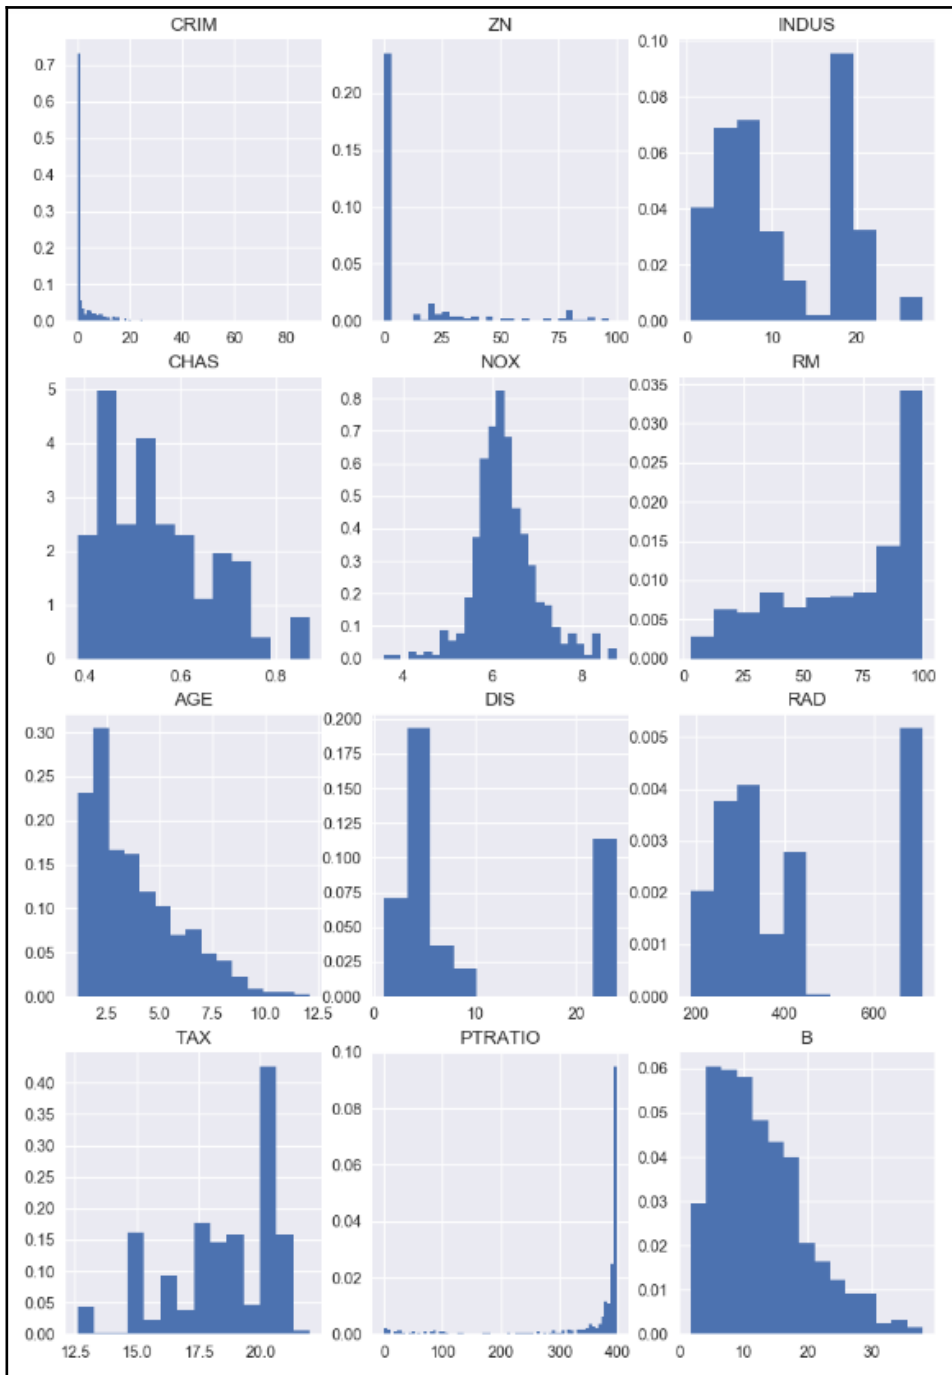 CRIM ZN INDUS
0.7 0.6 0.5 0.4 0.3 0.2 0.1 0.0
0 20 40 60 80
0.20 0.15 0.10 0.05 0.00
0 25 50 75 100
0.10 0.08 0.06 0.04 0.02 0.00
0 10 20
CHAS NOX RM
5 4 3 2 1 0
0.4 0.6 0.8
0.8 0.7 0.6 0.5 0.4 0.3 0.2 0.1 0.0
4 6 8
0.035 0.030 0.025 0.020 0.015 0.010 0.005 0.000
0 25 50 75 100
AGE DIS RAD
0.30 0.25 0.20 0.15 0.10 0.05 0.00
2.5 5.0 7.5 10.0 12.5
0.200 0.175 0.150 0.125 0.100 0.075 0.050 0.025 0.000
0 10 20
0.005 0.004 0.003 0.002 0.001 0.000
200 400 600
TAX PTRATIO B
0.40 0.35 0.30 0.25 0.20 0.15 0.10 0.05 0.00
12.5 15.0 17.5 20.0
0.10 0.08 0.06 0.04 0.02 0.00
0 100 200 300 400
0.06 0.05 0.04 0.03 0.02 0.01 0.00
0 10 20 30